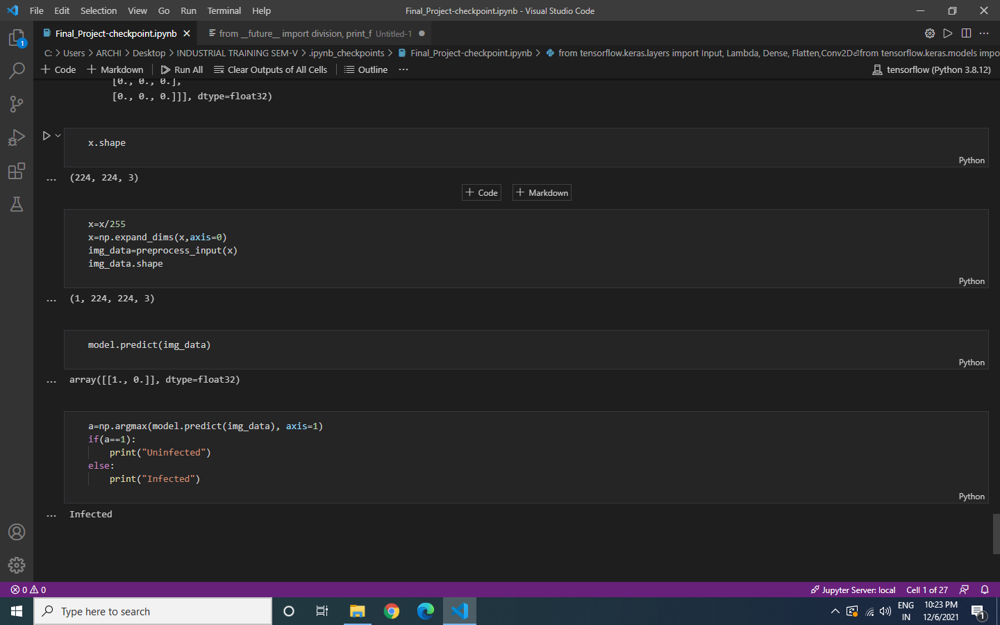 File Edit Selection View Go Run Terminal Help Final_Project-checkpoint.ipynb - Visual Studio Code
Final_Project-checkpoint.ipynb from __future__ import division, print_f Untitled-1
C: > Users > ARCHI > Desktop > INDUSTRIAL TRAINING SEM-V > .ipynb_checkpoints > Final_Project-checkpoint.ipynb > from tensorflow.keras.layers import Input, Lambda, Dense, Flatten,Conv2D⏎from tensorflow.keras.models impo
+ Code + Markdown Run All Clear Outputs of All Cells Outline ... tensorflow (Python 3.8.12)
[0., 0., 0.],
[0., 0., 0.]]], dtype=float32)
x.shape
Python
... (224, 224, 3)
+ Code + Markdown
x=x/255
x=np.expand_dims(x,axis=0)
img_data=preprocess_input(x)
img_data.shape
Python
... (1, 224, 224, 3)
model.predict(img_data)
Python
... array([[1., 0.]], dtype=float32)
a=np.argmax(model.predict(img_data), axis=1)
if(a==1):
print("Uninfected")
else:
print("Infected")
Python
... Infected
1
0 0 Jupyter Server: local Cell 1 of 27
Type here to search
ENG
IN
10:23 PM
12/6/2021
1